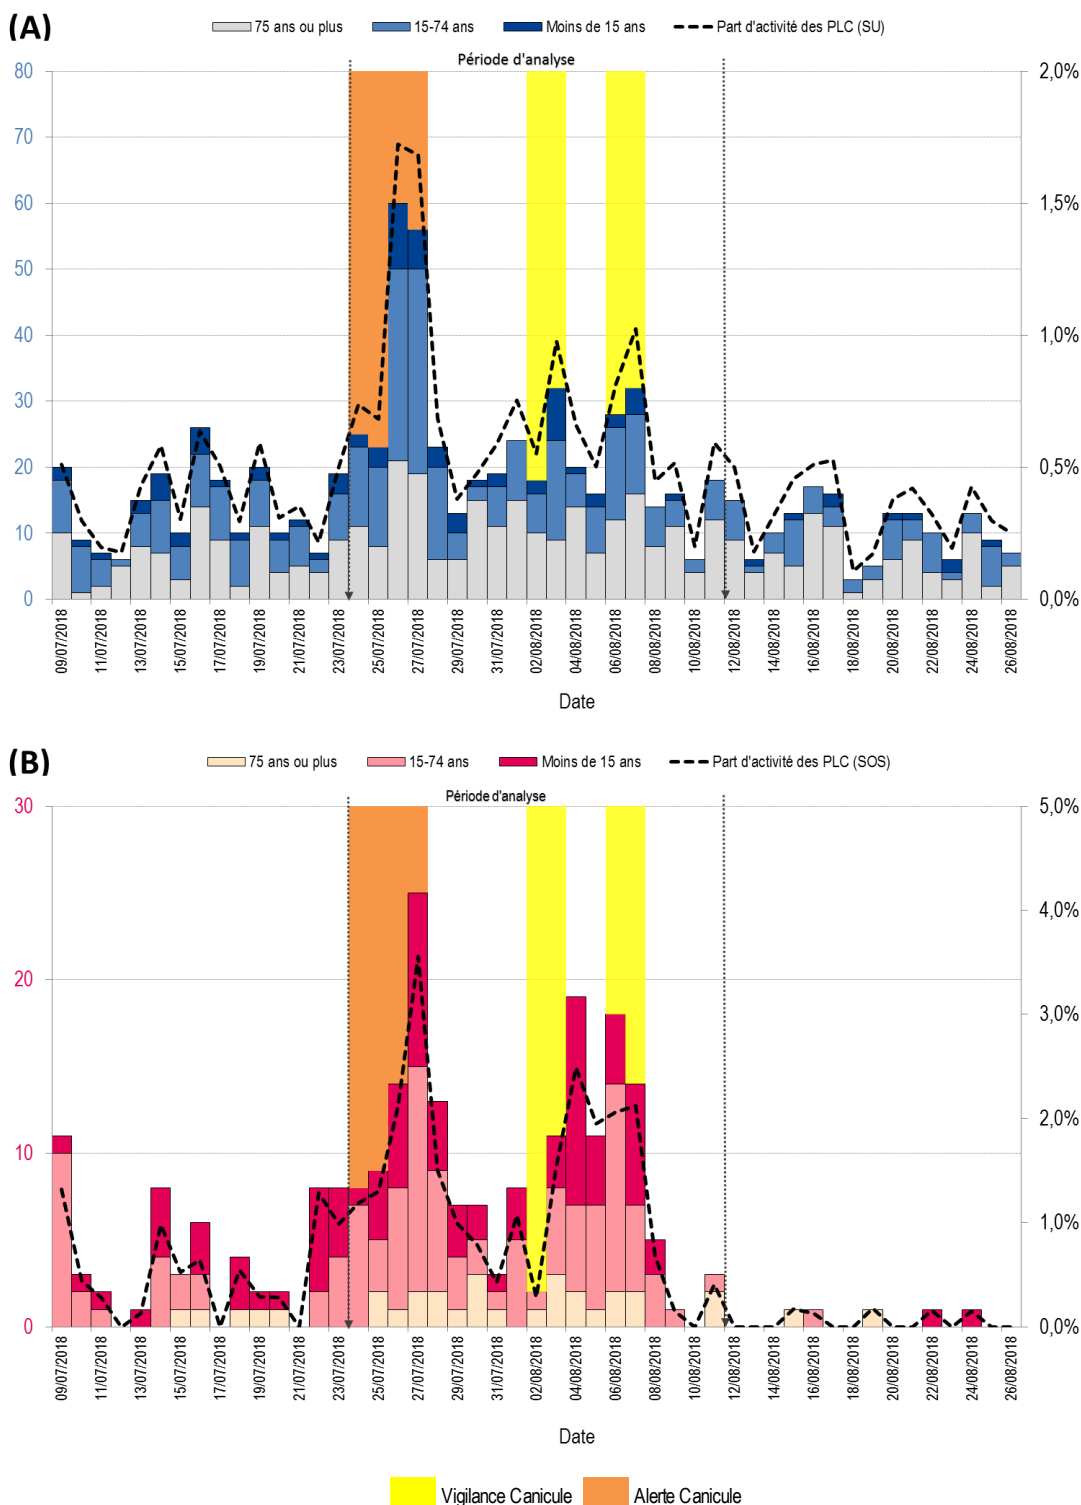 (A)
75 ans ou plus 15-74 ans Moins de 15 ans Part d'activité des PLC (SU)
Période d'analyse
80 2,0%
70
60 1,5%
50
40 1,0%
30
20 0,5%
10
0 0,0%
09/07/2018 11/07/2018 13/07/2018 15/07/2018 17/07/2018 19/07/2018 21/07/2018 23/07/2018 25/07/2018 27/07/2018 29/07/2018 31/07/2018 02/08/2018 04/08/2018 06/08/2018 08/08/2018 10/08/2018 12/08/2018 14/08/2018 16/08/2018 18/08/2018 20/08/2018 22/08/2018 24/08/2018 26/08/2018
Date
(B)
75 ans ou plus 15-74 ans Moins de 15 ans Part d'activité des PLC (SOS)
Période d'analyse
30 5,0%
4,0%
20
3,0%
2,0%
10
1,0%
0 0,0%
09/07/2018 11/07/2018 13/07/2018 15/07/2018 17/07/2018 19/07/2018 21/07/2018 23/07/2018 25/07/2018 27/07/2018 29/07/2018 31/07/2018 02/08/2018 04/08/2018 06/08/2018 08/08/2018 10/08/2018 12/08/2018 14/08/2018 16/08/2018 18/08/2018 20/08/2018 22/08/2018 24/08/2018 26/08/2018
Date
Vigilance Canicule Alerte Canicule